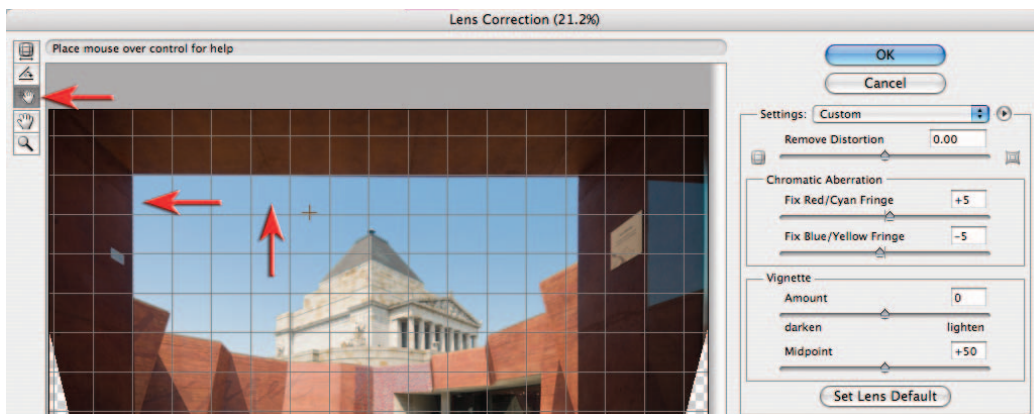 Lens Correction (21.2%)
Place mouse over control for help
OK
Cancel
Settings: Custom
Remove Distortion 0.00
Chromatic Aberration
Fix Red/Cyan Fringe +5
Fix Blue/Yellow Fringe -5
Vignette
Amount 0
darken lighten
Midpoint +50
Set Lens Default